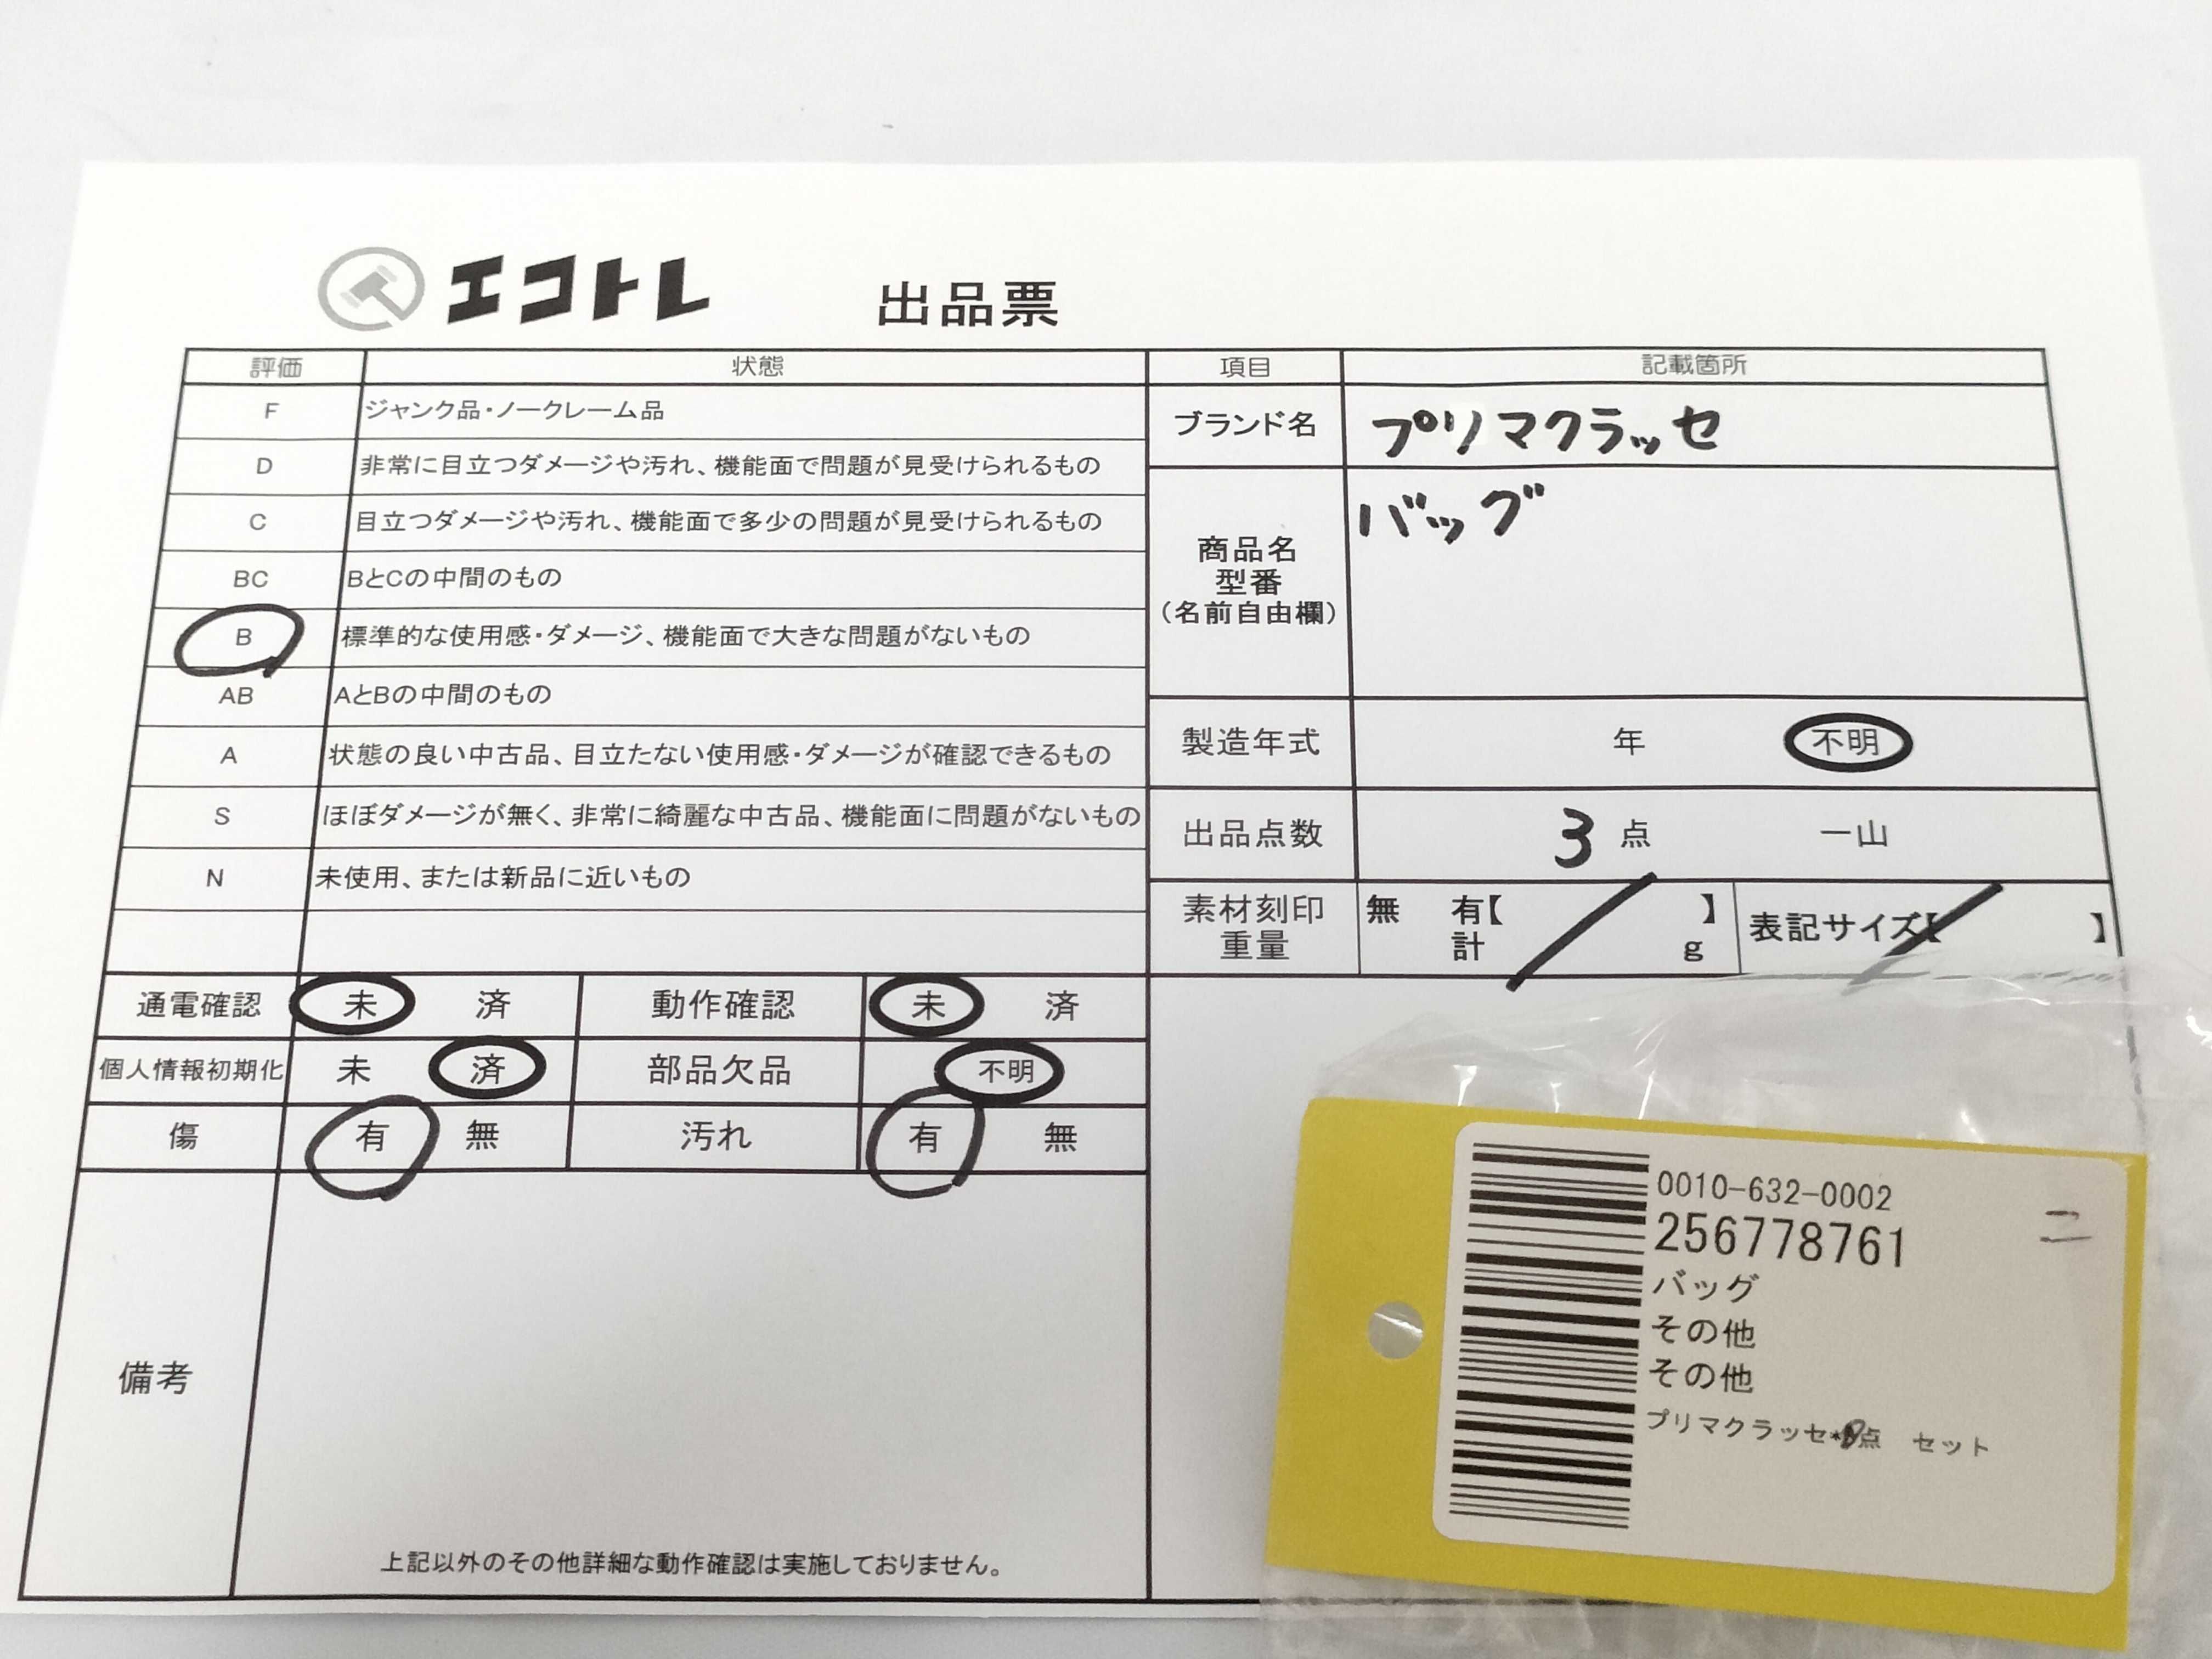 エコトレ 出品票
評価 状態 項目 記載箇所
F ジャンク品・ノークレーム品
D 非常に目立つダメージや汚れ、機能面で問題が見受けられるもの
C 目立つダメージや汚れ、機能面で多少の問題が見受けられるもの
BC BとCの中間のもの
B 標準的な使用感・ダメージ、機能面で大きな問題がないもの
AB AとBの中間のもの
A 状態の良い中古品、目立たない使用感・ダメージが確認できるもの
S ほぼダメージが無く、非常に綺麗な中古品、機能面に問題がないもの
N 未使用、または新品に近いもの
ブランド名 プリマクラッセ
商品名 バッグ
型番
(名前自由欄)
製造年式 年 不明
出品点数 3 点 一山
素材刻印 無 有【 】 表記サイズ【 】
重量 計 g
通電確認 未 済 動作確認 未 済
個人情報初期化 未 済 部品欠品 不明
傷 有 無 汚れ 有 無
備考
上記以外のその他詳細な動作確認は実施しておりません。
0010-632-0002
256778761 ニ
バッグ
その他
その他
プリマクラッセ* 点 セット